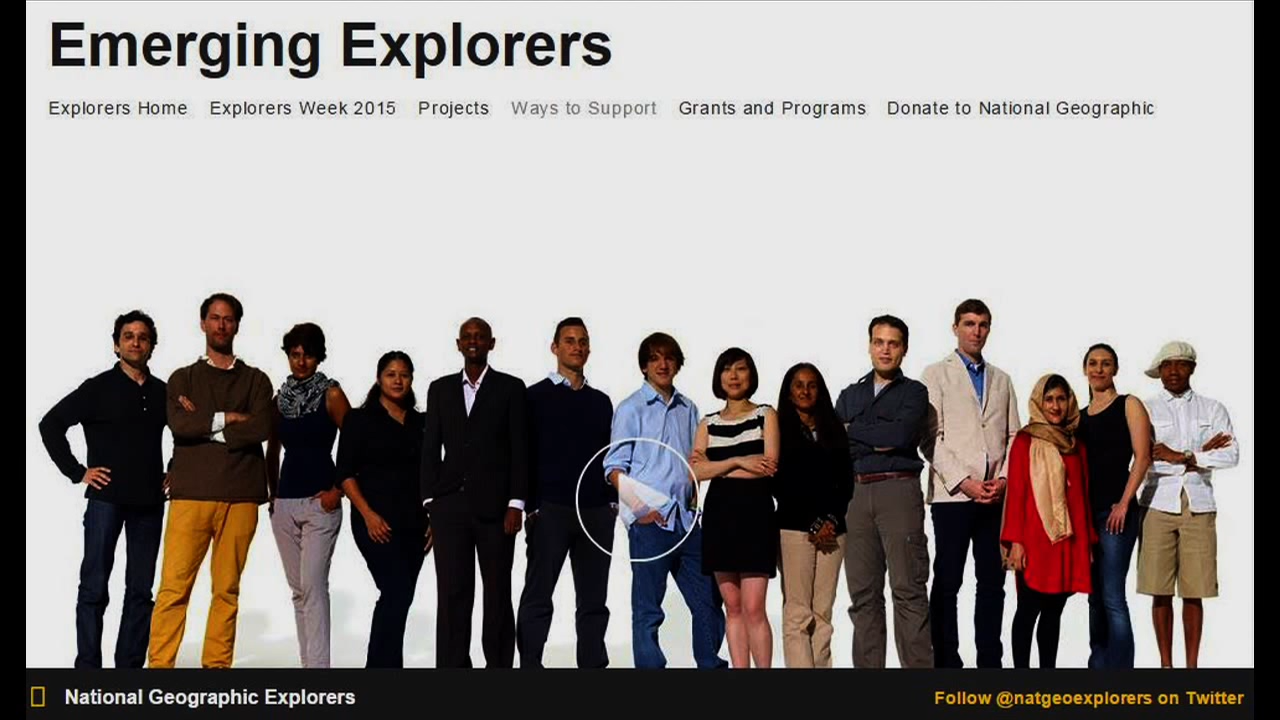 Emerging Explorers
Explorers Home Explorers Week 2015 Projects Ways to Support Grants and Programs Donate to National Geographic
National Geographic Explorers Follow @natgeoexplorers on Twitter